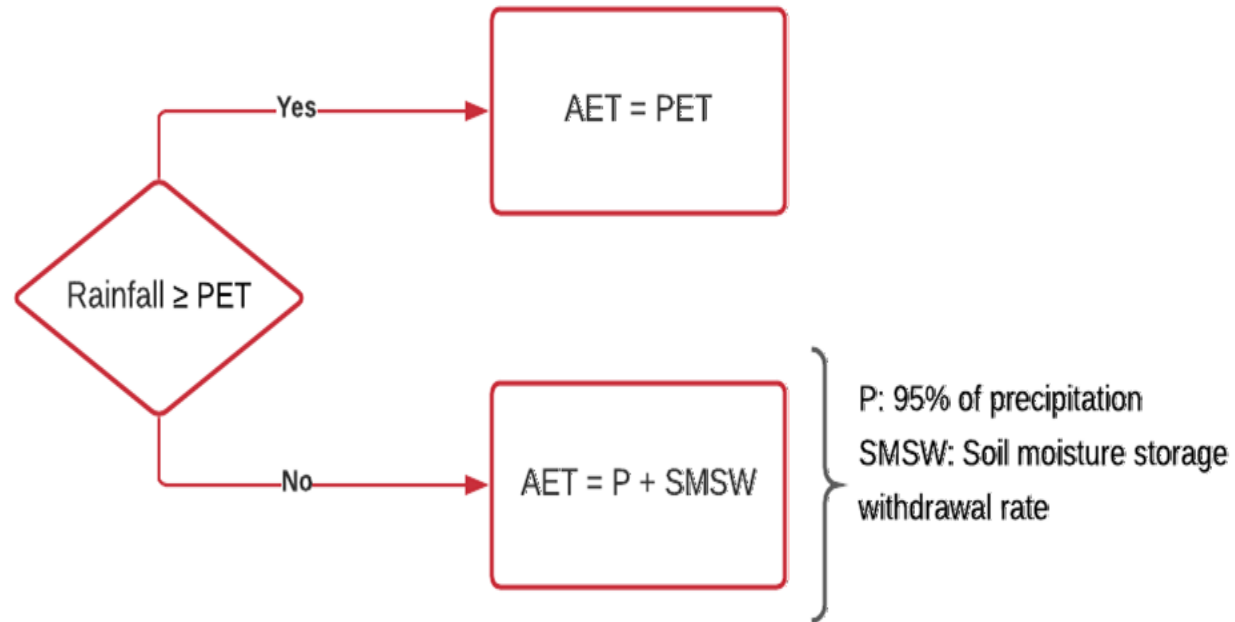 Yes
AET = PET
Rainfall ≥ PET
No
AET = P + SMSW
P: 95% of precipitation
SMSW: Soil moisture storage
withdrawal rate